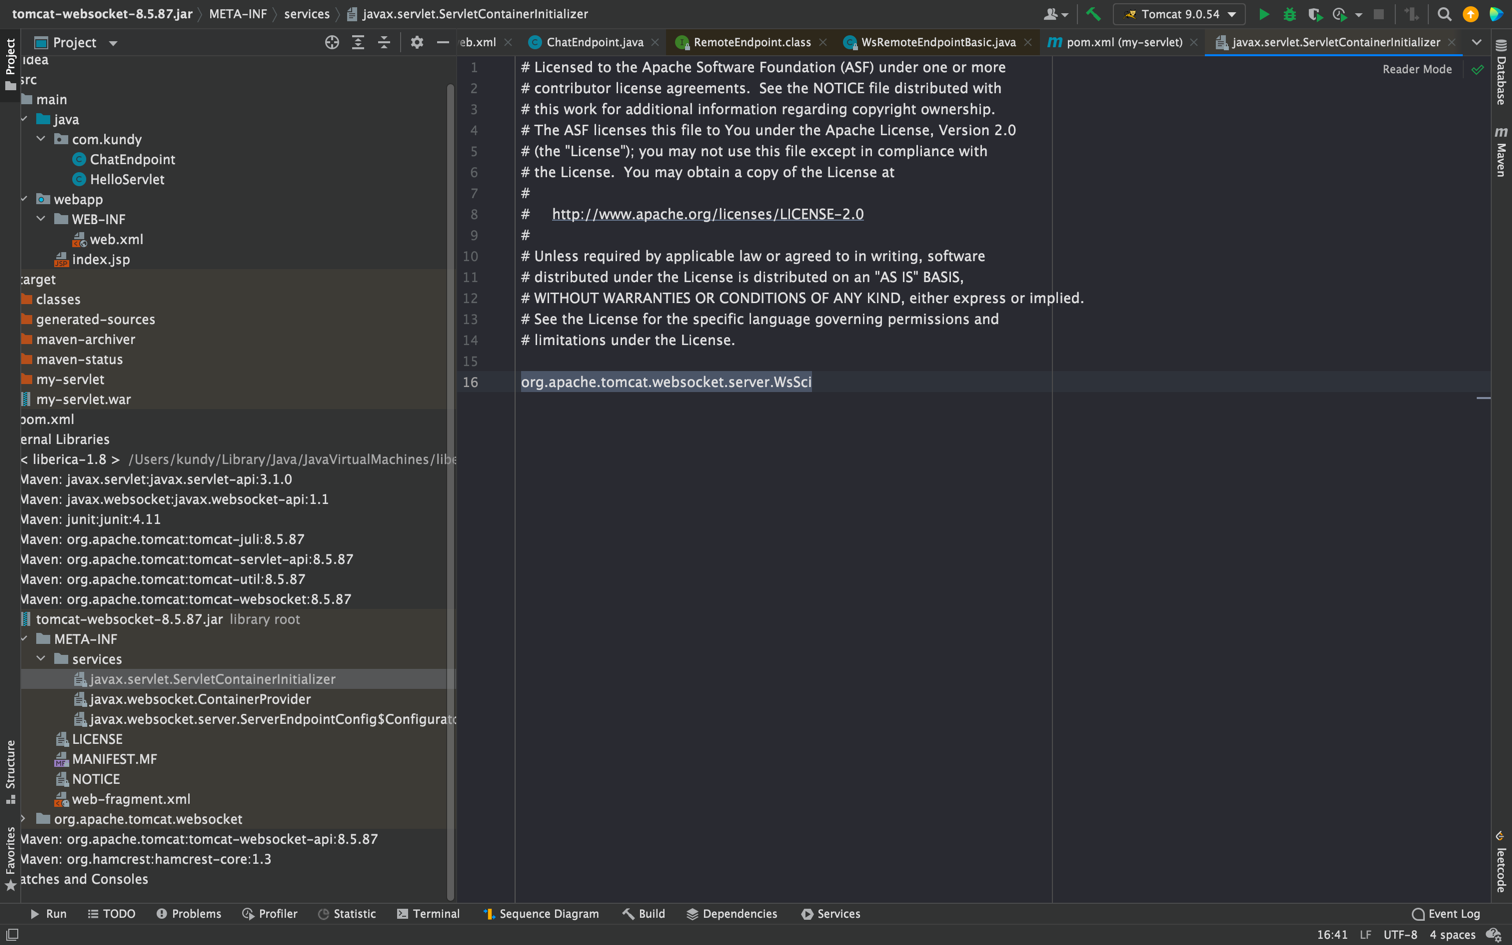 tomcat-websocket-8.5.87.jar META-INF services javax.servlet.ServletContainerInitializer
Tomcat 9.0.54
Project
eb.xml ChatEndpoint.java RemoteEndpoint.class WsRemoteEndpointBasic.java pom.xml (my-servlet) javax.servlet.ServletContainerInitializer
Project
Structure
Favorites
Database
Maven
leetcode
Reader Mode
idea
src
main
java
com.kundy
ChatEndpoint
HelloServlet
webapp
WEB-INF
web.xml
index.jsp
target
classes
generated-sources
maven-archiver
maven-status
my-servlet
my-servlet.war
pom.xml
ernal Libraries
< liberica-1.8 > /Users/kundy/Library/Java/JavaVirtualMachines/libe
Maven: javax.servlet:javax.servlet-api:3.1.0
Maven: javax.websocket:javax.websocket-api:1.1
Maven: junit:junit:4.11
Maven: org.apache.tomcat:tomcat-juli:8.5.87
Maven: org.apache.tomcat:tomcat-servlet-api:8.5.87
Maven: org.apache.tomcat:tomcat-util:8.5.87
Maven: org.apache.tomcat:tomcat-websocket:8.5.87
tomcat-websocket-8.5.87.jar library root
META-INF
services
javax.servlet.ServletContainerInitializer
javax.websocket.ContainerProvider
javax.websocket.server.ServerEndpointConfig$Configurato
LICENSE
MANIFEST.MF
NOTICE
web-fragment.xml
org.apache.tomcat.websocket
Maven: org.apache.tomcat:tomcat-websocket-api:8.5.87
Maven: org.hamcrest:hamcrest-core:1.3
atches and Consoles
1 # Licensed to the Apache Software Foundation (ASF) under one or more
2 # contributor license agreements.  See the NOTICE file distributed with
3 # this work for additional information regarding copyright ownership.
4 # The ASF licenses this file to You under the Apache License, Version 2.0
5 # (the "License"); you may not use this file except in compliance with
6 # the License.  You may obtain a copy of the License at
7 #
8 #     http://www.apache.org/licenses/LICENSE-2.0
9 #
10 # Unless required by applicable law or agreed to in writing, software
11 # distributed under the License is distributed on an "AS IS" BASIS,
12 # WITHOUT WARRANTIES OR CONDITIONS OF ANY KIND, either express or implied.
13 # See the License for the specific language governing permissions and
14 # limitations under the License.
15
16 org.apache.tomcat.websocket.server.WsSci
Run TODO Problems Profiler Statistic Terminal Sequence Diagram Build Dependencies Services Event Log
16:41 LF UTF-8 4 spaces